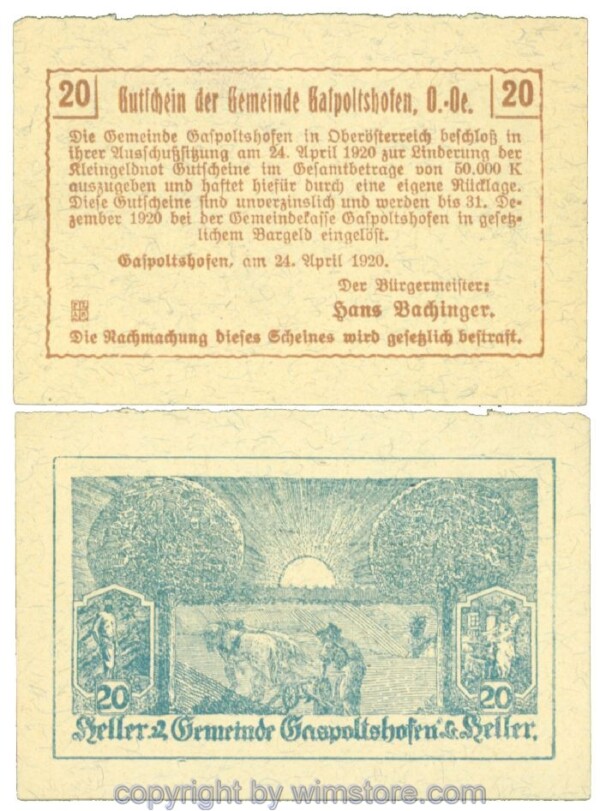 20 Gutschein der Gemeinde Gaspoltshofen, O.-Oe. 20
Die Gemeinde Gaspoltshofen in Oberösterreich beschloß in
ihrer Ausschußsitzung am 24. April 1920 zur Linderung der
Kleingeldnot Gutscheine im Gesamtbetrage von 50.000 K
auszugeben und haftet hiefür durch eine eigene Rücklage.
Diese Gutscheine sind unverzinslich und werden bis 31. De-
zember 1920 bei der Gemeindekasse Gaspoltshofen in gesetz-
lichem Bargeld eingelöst.
Gaspoltshofen, am 24. April 1920.
Der Bürgermeister:
Hans Bachinger.
Die Nachmachung dieses Scheines wird gesetzlich bestraft.
20 20
Heller Gemeinde Gaspoltshofen Heller.
copyright by wimstore.com